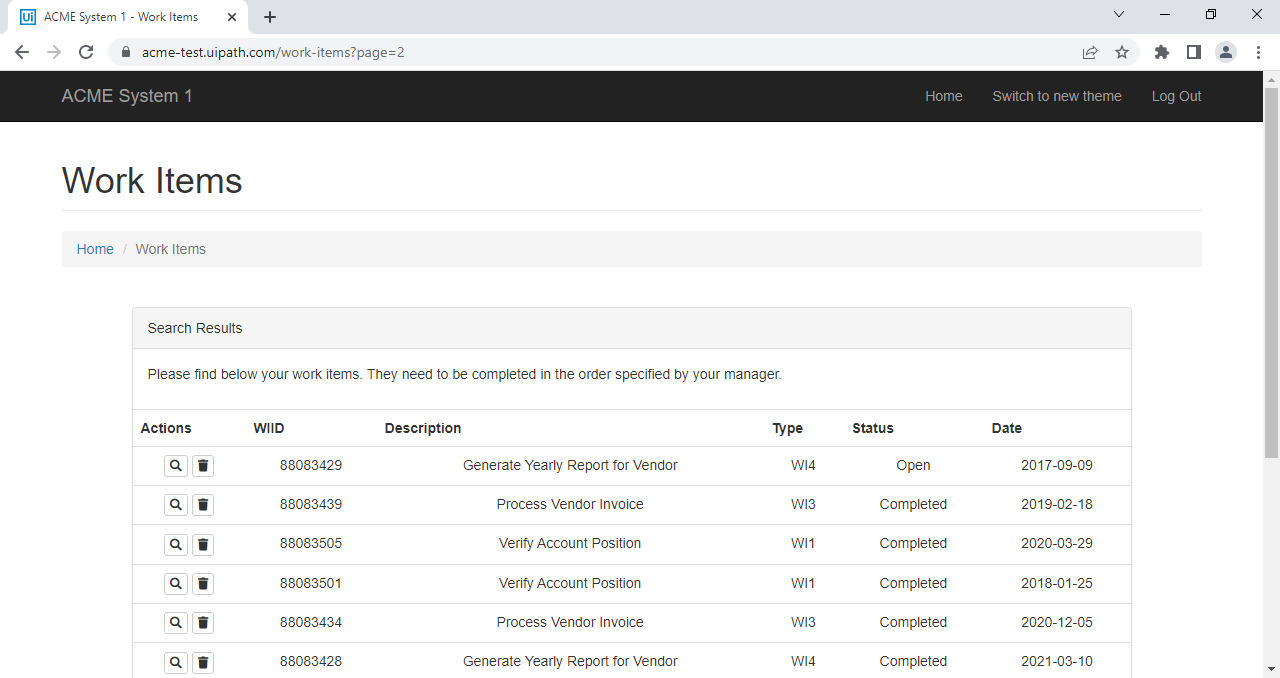 ACME System 1 - Work Items
acme-test.uipath.com/work-items?page=2
ACME System 1 Home Switch to new theme Log Out
Work Items
Home / Work Items
Search Results
Please find below your work items. They need to be completed in the order specified by your manager.
Actions WIID Description Type Status Date
88083429 Generate Yearly Report for Vendor WI4 Open 2017-09-09
88083439 Process Vendor Invoice WI3 Completed 2019-02-18
88083505 Verify Account Position WI1 Completed 2020-03-29
88083501 Verify Account Position WI1 Completed 2018-01-25
88083434 Process Vendor Invoice WI3 Completed 2020-12-05
88083428 Generate Yearly Report for Vendor WI4 Completed 2021-03-10